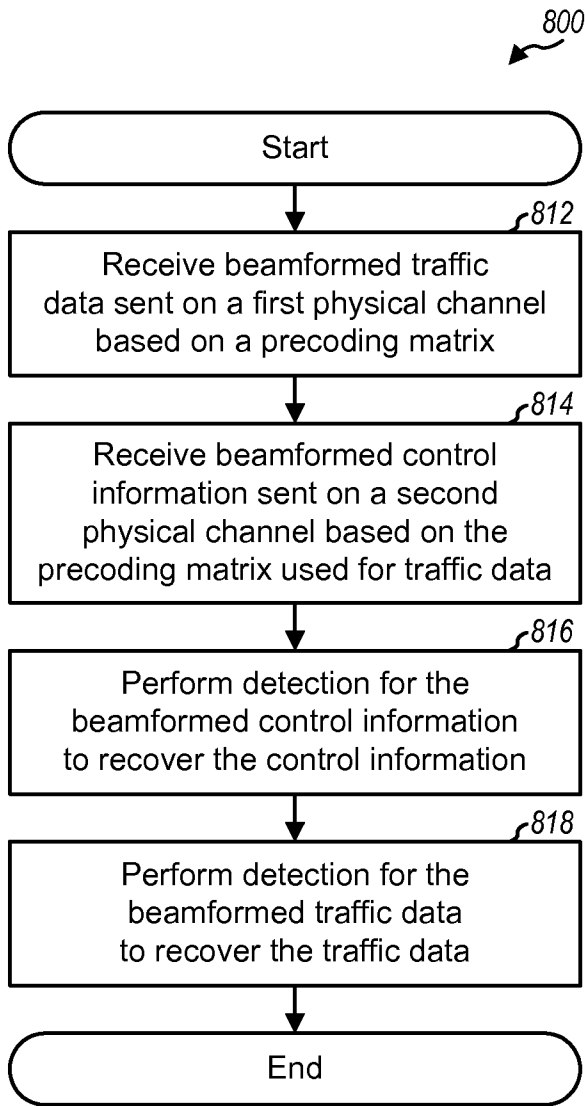 800
Start
812
Receive beamformed traffic
data sent on a first physical channel
based on a precoding matrix
814
Receive beamformed control
information sent on a second
physical channel based on the
precoding matrix used for traffic data
816
Perform detection for the
beamformed control information
to recover the control information
818
Perform detection for the
beamformed traffic data
to recover the traffic data
End